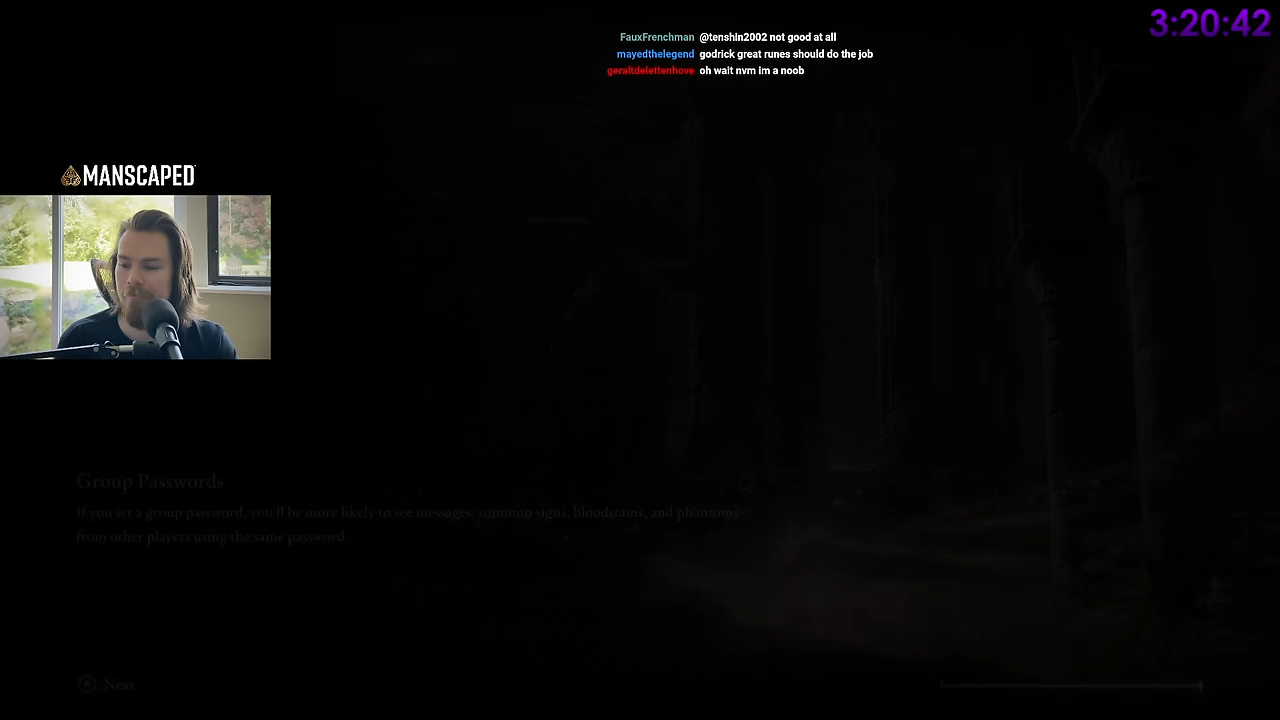 3:20:42
FauxFrenchman @tenshin2002 not good at all
mayedthelegend godrick great runes should do the job
geraltdelettenhove oh wait nvm im a noob
MANSCAPED
Group Passwords
If you set a group password, you'll be more likely to see messages, summon signs, bloodstains, and phantoms
from other players using the same password.
A :Next